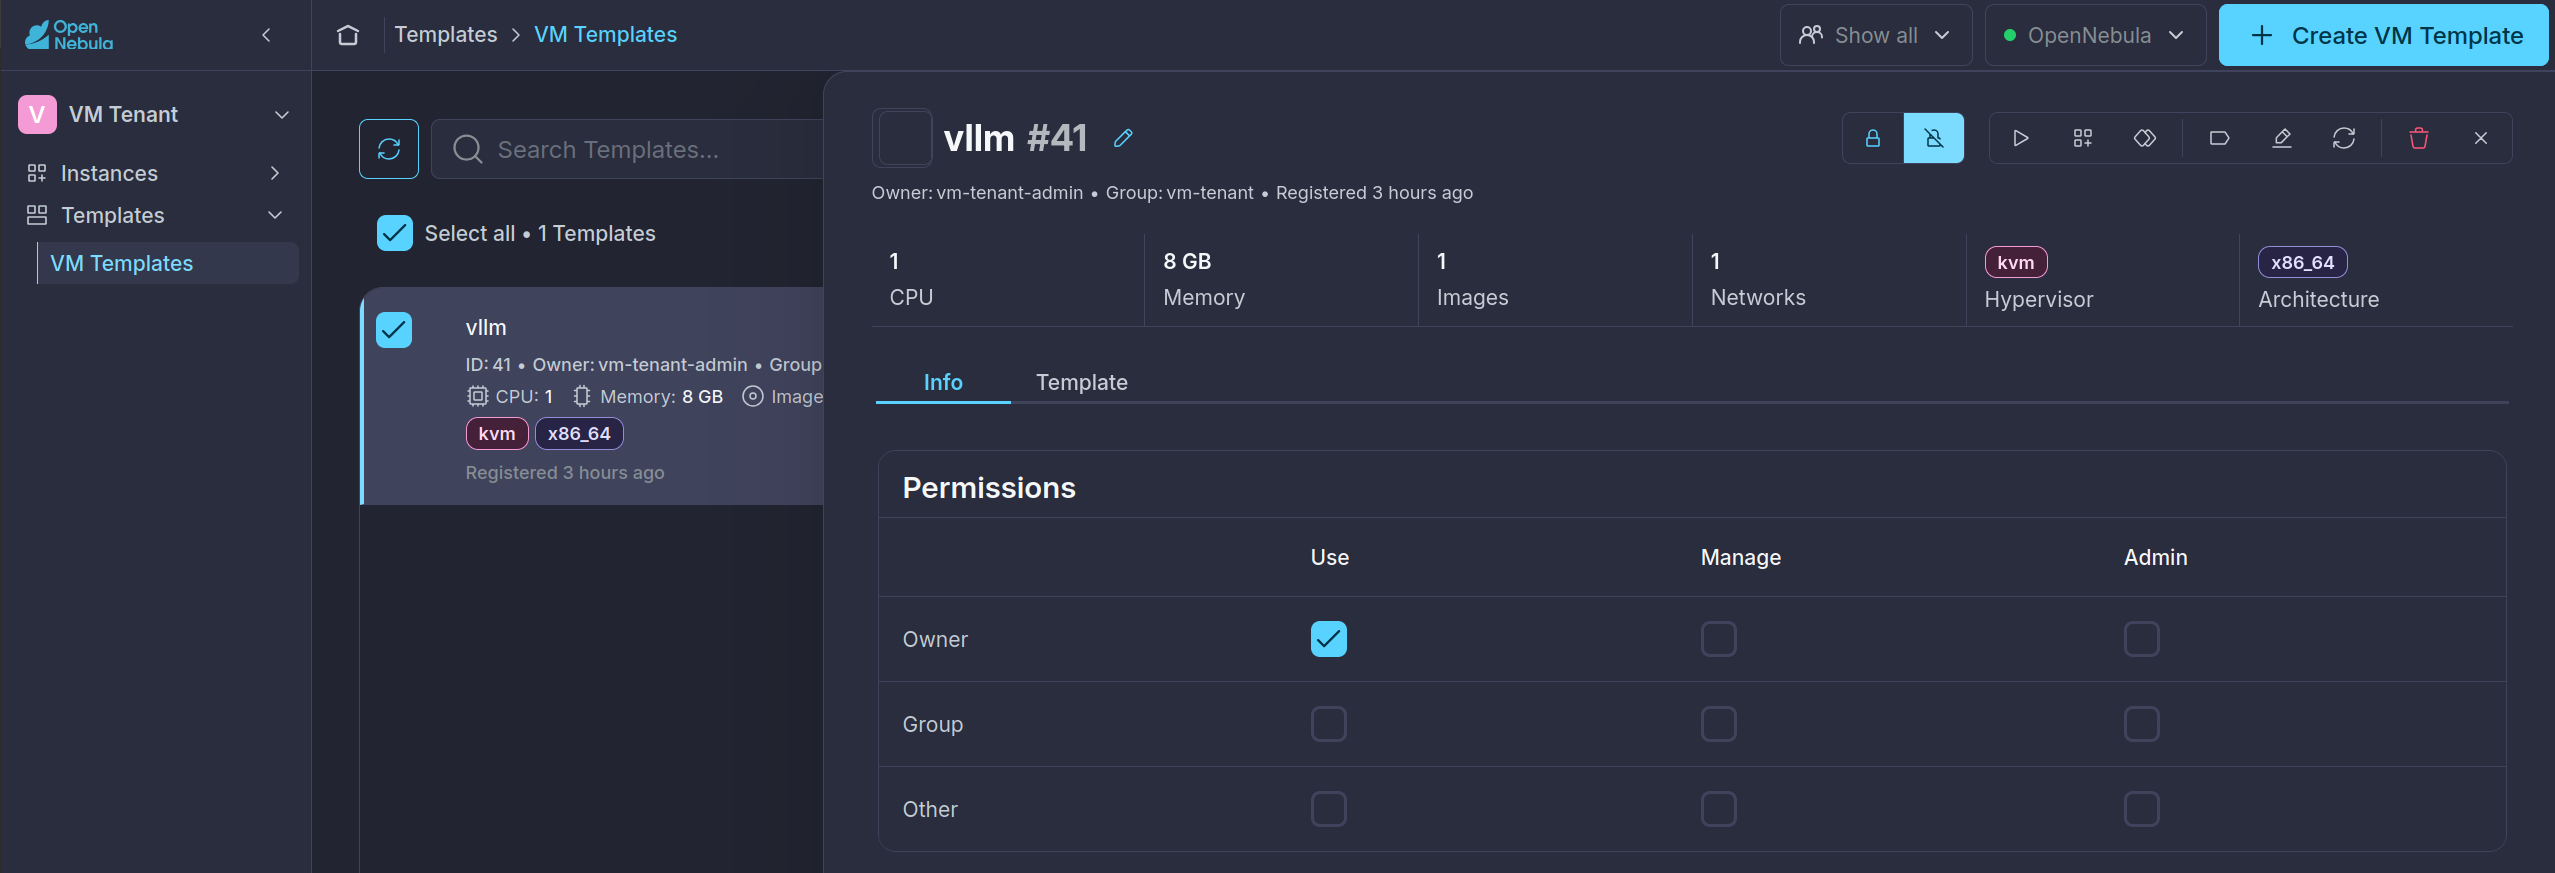 Open
Nebula
Templates > VM Templates
Show all
OpenNebula
+ Create VM Template
V VM Tenant
Instances
Templates
VM Templates
Search Templates...
Select all • 1 Templates
vllm
ID: 41 • Owner: vm-tenant-admin • Group
CPU: 1 Memory: 8 GB Image
kvm x86_64
Registered 3 hours ago
vllm #41
Owner: vm-tenant-admin • Group: vm-tenant • Registered 3 hours ago
1 8 GB 1 1 kvm x86_64
CPU Memory Images Networks Hypervisor Architecture
Info Template
Permissions
Use Manage Admin
Owner
Group
Other